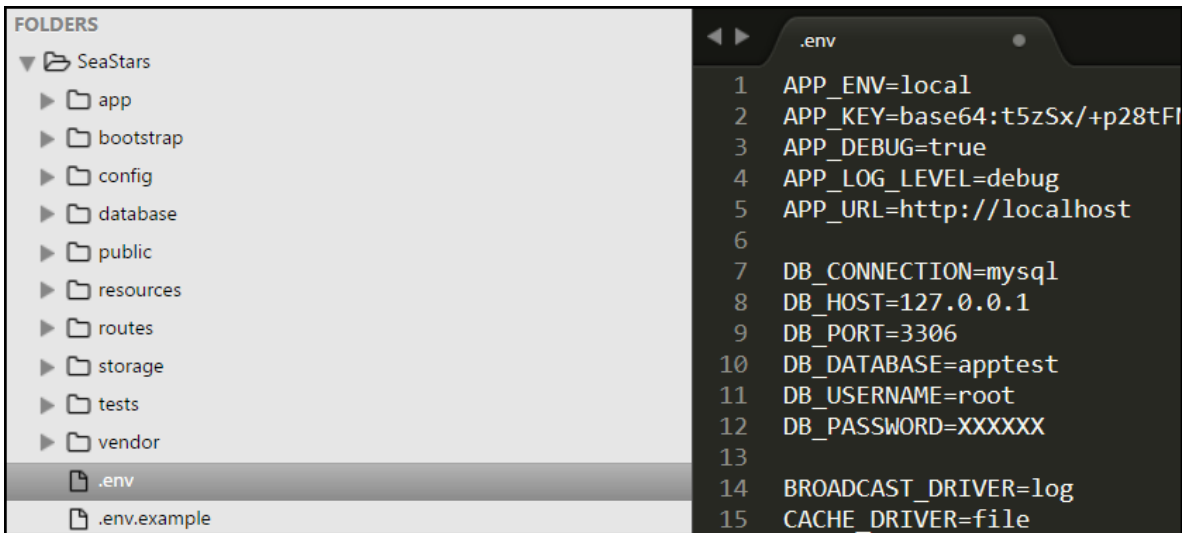 FOLDERS
SeaStars
app
bootstrap
config
database
public
resources
routes
storage
tests
vendor
.env
.env.example
.env
1 APP_ENV=local
2 APP_KEY=base64:t5zSx/+p28tF
3 APP_DEBUG=true
4 APP_LOG_LEVEL=debug
5 APP_URL=http://localhost
6
7 DB_CONNECTION=mysql
8 DB_HOST=127.0.0.1
9 DB_PORT=3306
10 DB_DATABASE=apptest
11 DB_USERNAME=root
12 DB_PASSWORD=XXXXXX
13
14 BROADCAST_DRIVER=log
15 CACHE_DRIVER=file